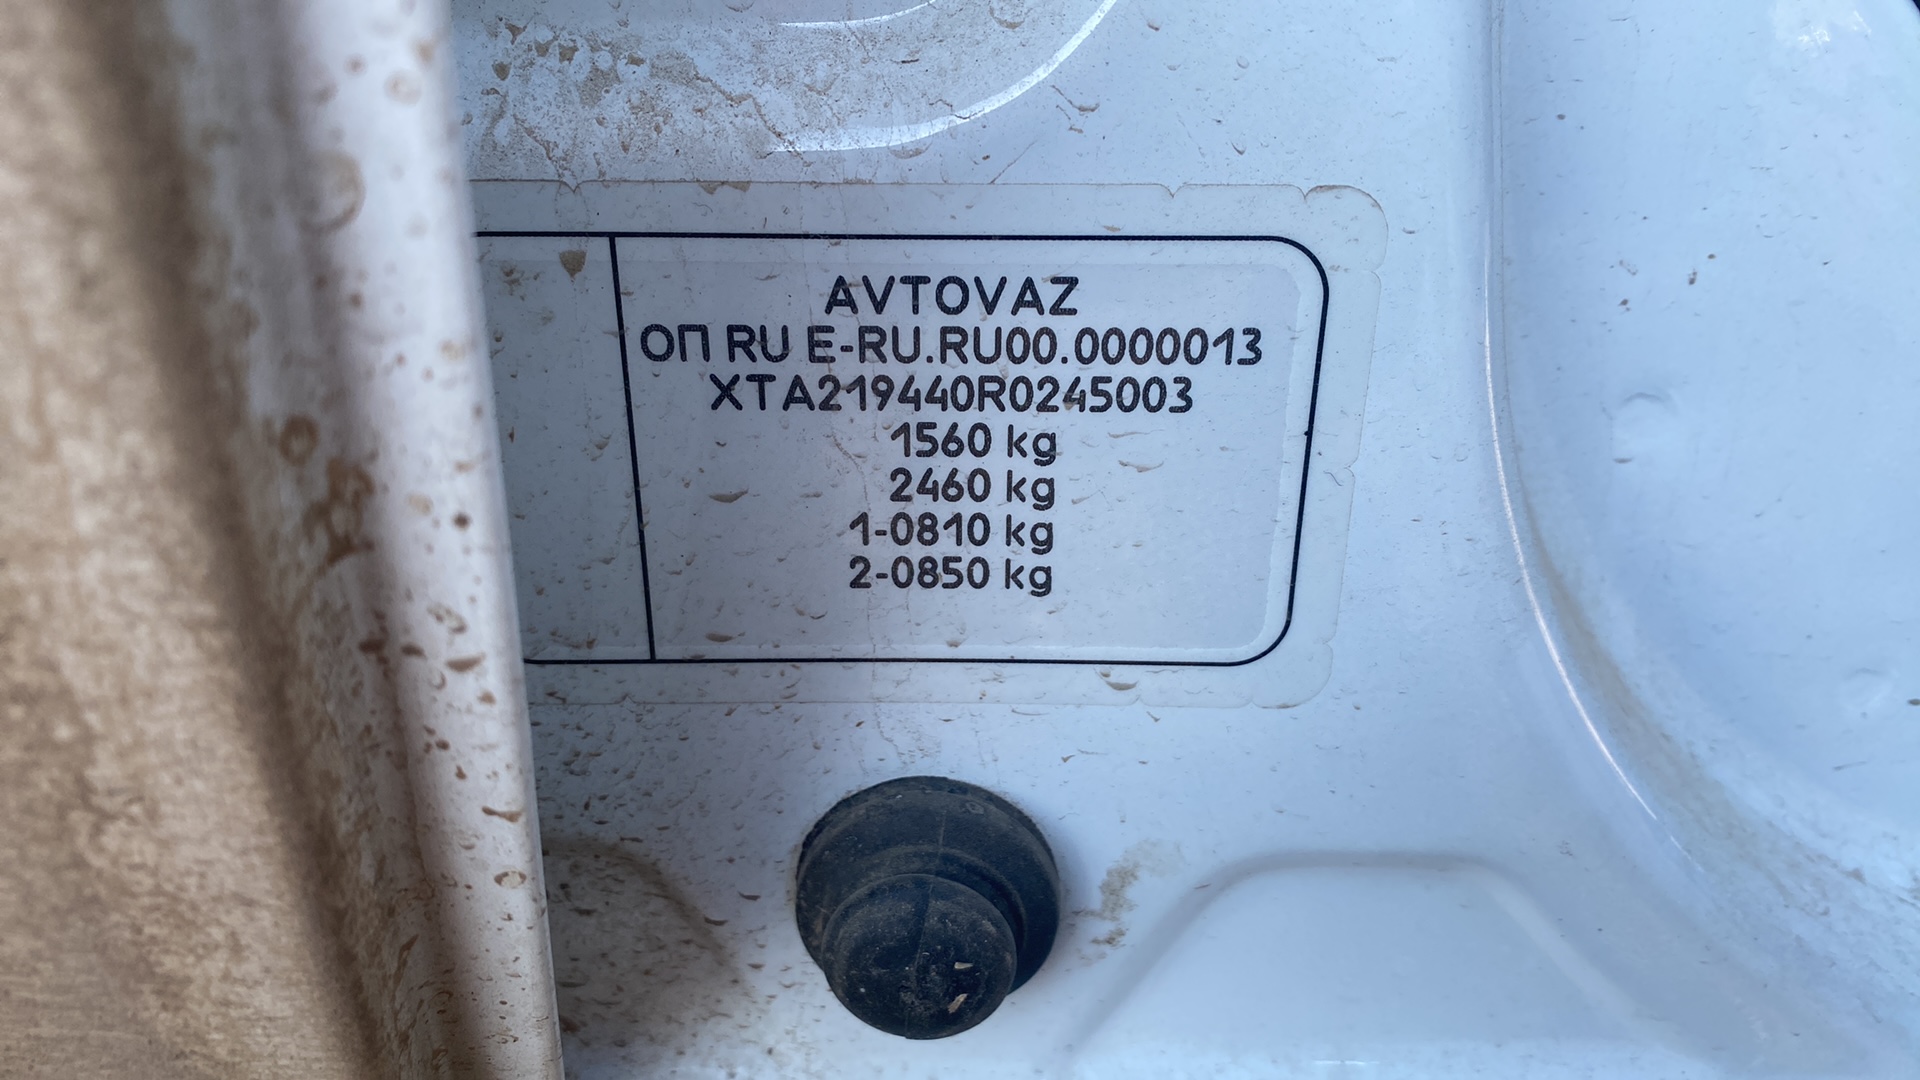 AVTOVAZ
ОП RU E-RU.RU00.0000013
XTA219440R0245003
1560 kg
2460 kg
1-0810 kg
2-0850 kg